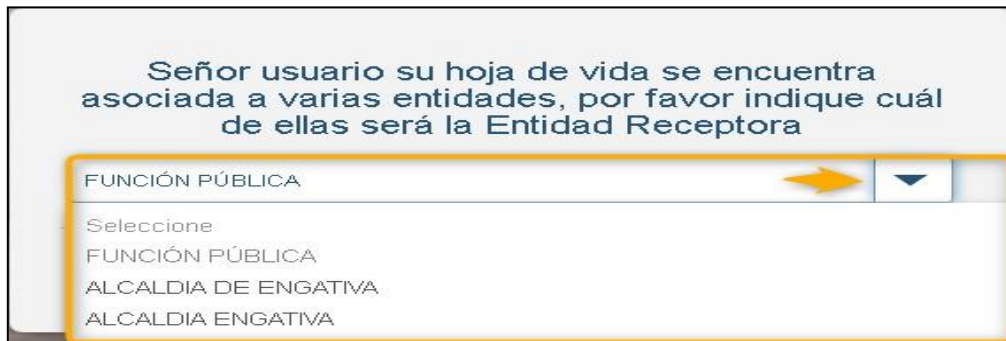 Señor usuario su hoja de vida se encuentra
asociada a varias entidades, por favor indique cuál
de ellas será la Entidad Receptora
FUNCIÓN PÚBLICA
Seleccione
FUNCIÓN PÚBLICA
ALCALDIA DE ENGATIVA
ALCALDIA ENGATIVA